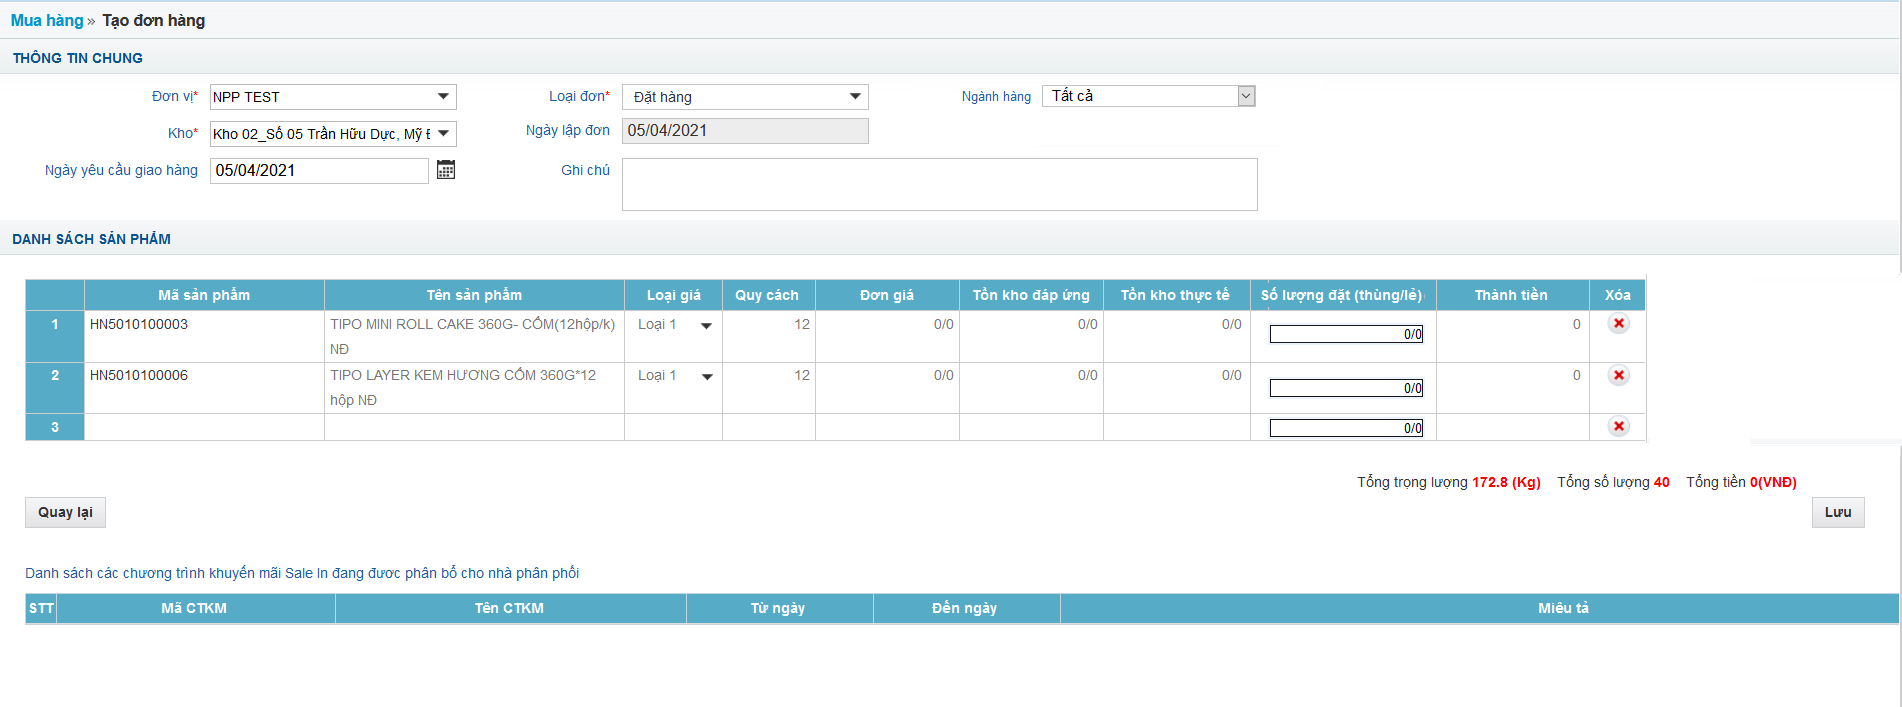 Mua hàng » Tạo đơn hàng
THÔNG TIN CHUNG
Đơn vị* NPP TEST Loại đơn* Đặt hàng Ngành hàng Tất cả
Kho* Kho 02_Số 05 Trần Hữu Dực, Mỹ Đ Ngày lập đơn 05/04/2021
Ngày yêu cầu giao hàng 05/04/2021 Ghi chú
DANH SÁCH SẢN PHẨM
Mã sản phẩm Tên sản phẩm Loại giá Quy cách Đơn giá Tồn kho đáp ứng Tồn kho thực tế Số lượng đặt (thùng/lẻ) Thành tiền Xóa
1 HN5010100003 TIPO MINI ROLL CAKE 360G- CỐM(12hộp/k) Loại 1 12 0/0 0/0 0/0 0/0 0
NĐ
2 HN5010100006 TIPO LAYER KEM HƯƠNG CỐM 360G*12 Loại 1 12 0/0 0/0 0/0 0/0 0
hộp NĐ
3 0/0
Tổng trọng lượng 172.8 (Kg) Tổng số lượng 40 Tổng tiền 0(VNĐ)
Quay lại Lưu
Danh sách các chương trình khuyến mãi Sale In đang đươc phân bổ cho nhà phân phối
STT Mã CTKM Tên CTKM Từ ngày Đến ngày Miêu tả